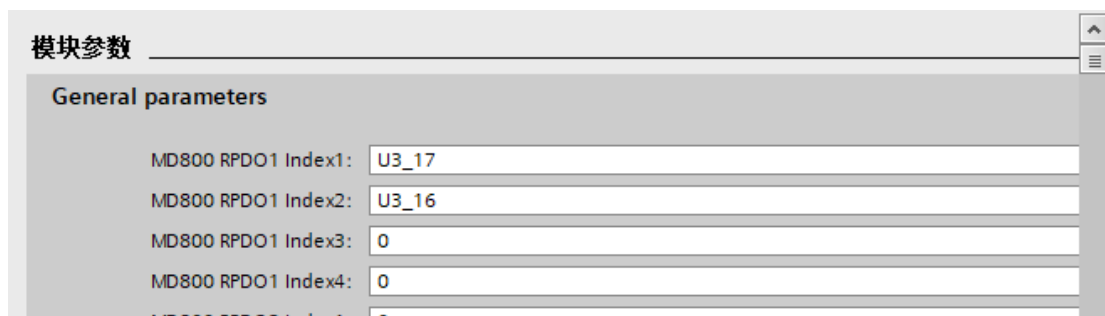 模块参数
General parameters
MD800 RPDO1 Index1: U3_17
MD800 RPDO1 Index2: U3_16
MD800 RPDO1 Index3: 0
MD800 RPDO1 Index4: 0